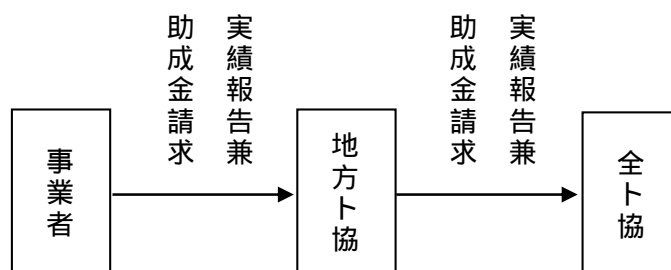 事業者
実績報告兼
助成金請求
地方ト協
実績報告兼
助成金請求
全ト協